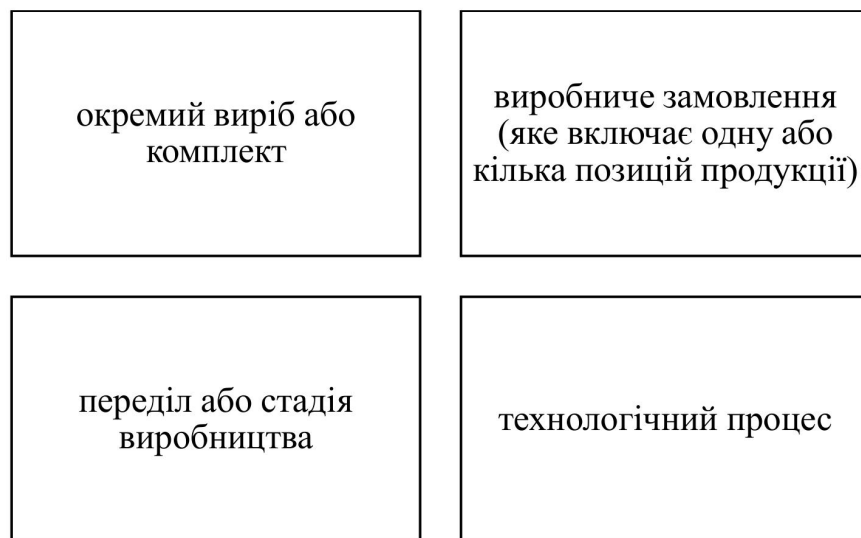 окремий виріб або
комплект
виробниче замовлення
(яке включає одну або
кілька позицій продукції)
переділ або стадія
виробництва
технологічний процес